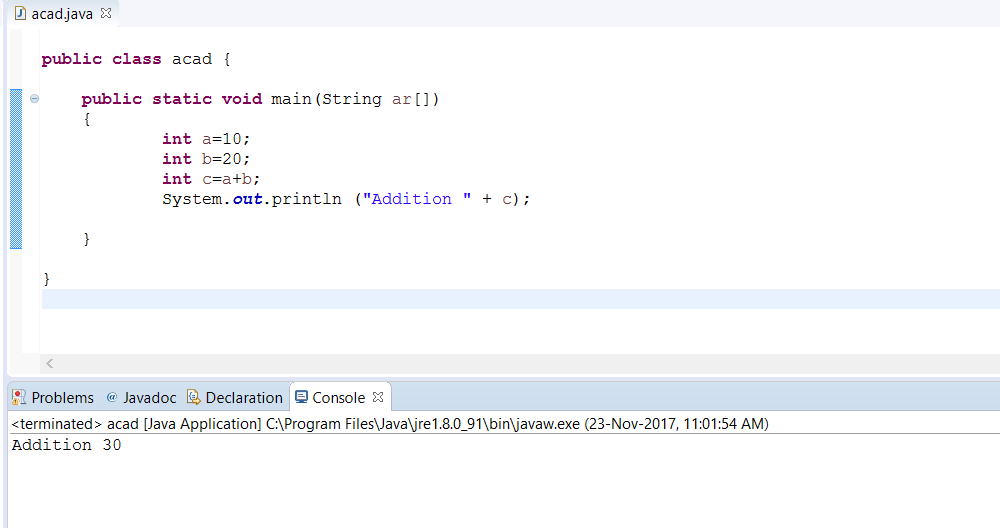 acad.java
public class acad {
public static void main(String ar[])
{
int a=10;
int b=20;
int c=a+b;
System.out.println ("Addition " + c);
}
}
Problems @ Javadoc Declaration Console
<terminated> acad [Java Application] C:\Program Files\Java\jre1.8.0_91\bin\javaw.exe (23-Nov-2017, 11:01:54 AM)
Addition 30